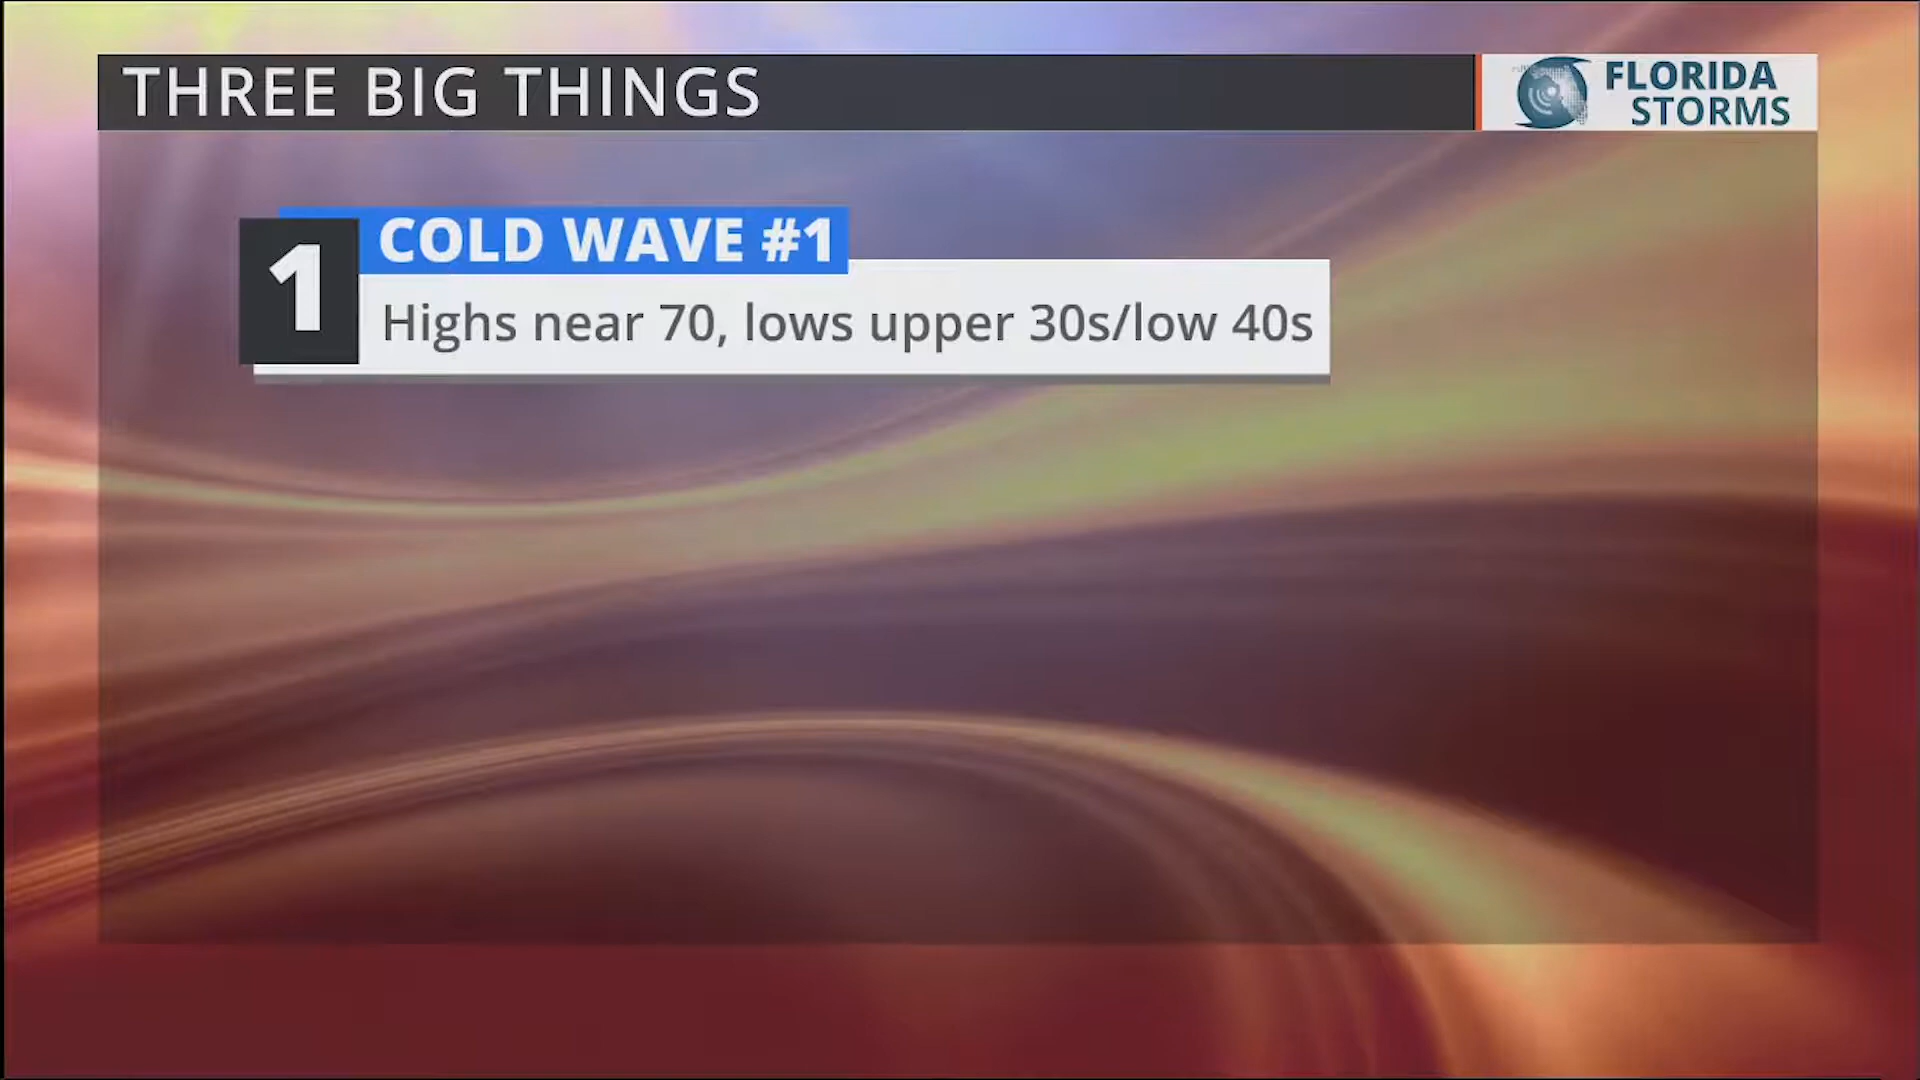 THREE BIG THINGS
FLORIDA
STORMS
1
COLD WAVE #1
Highs near 70, lows upper 30s/low 40s